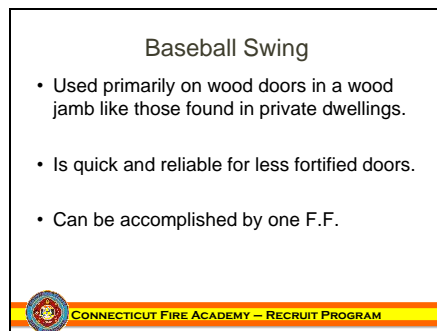 Baseball Swing
• Used primarily on wood doors in a wood
jamb like those found in private dwellings.
• Is quick and reliable for less fortified doors.
• Can be accomplished by one F.F.
CONNECTICUT FIRE ACADEMY – RECRUIT PROGRAM